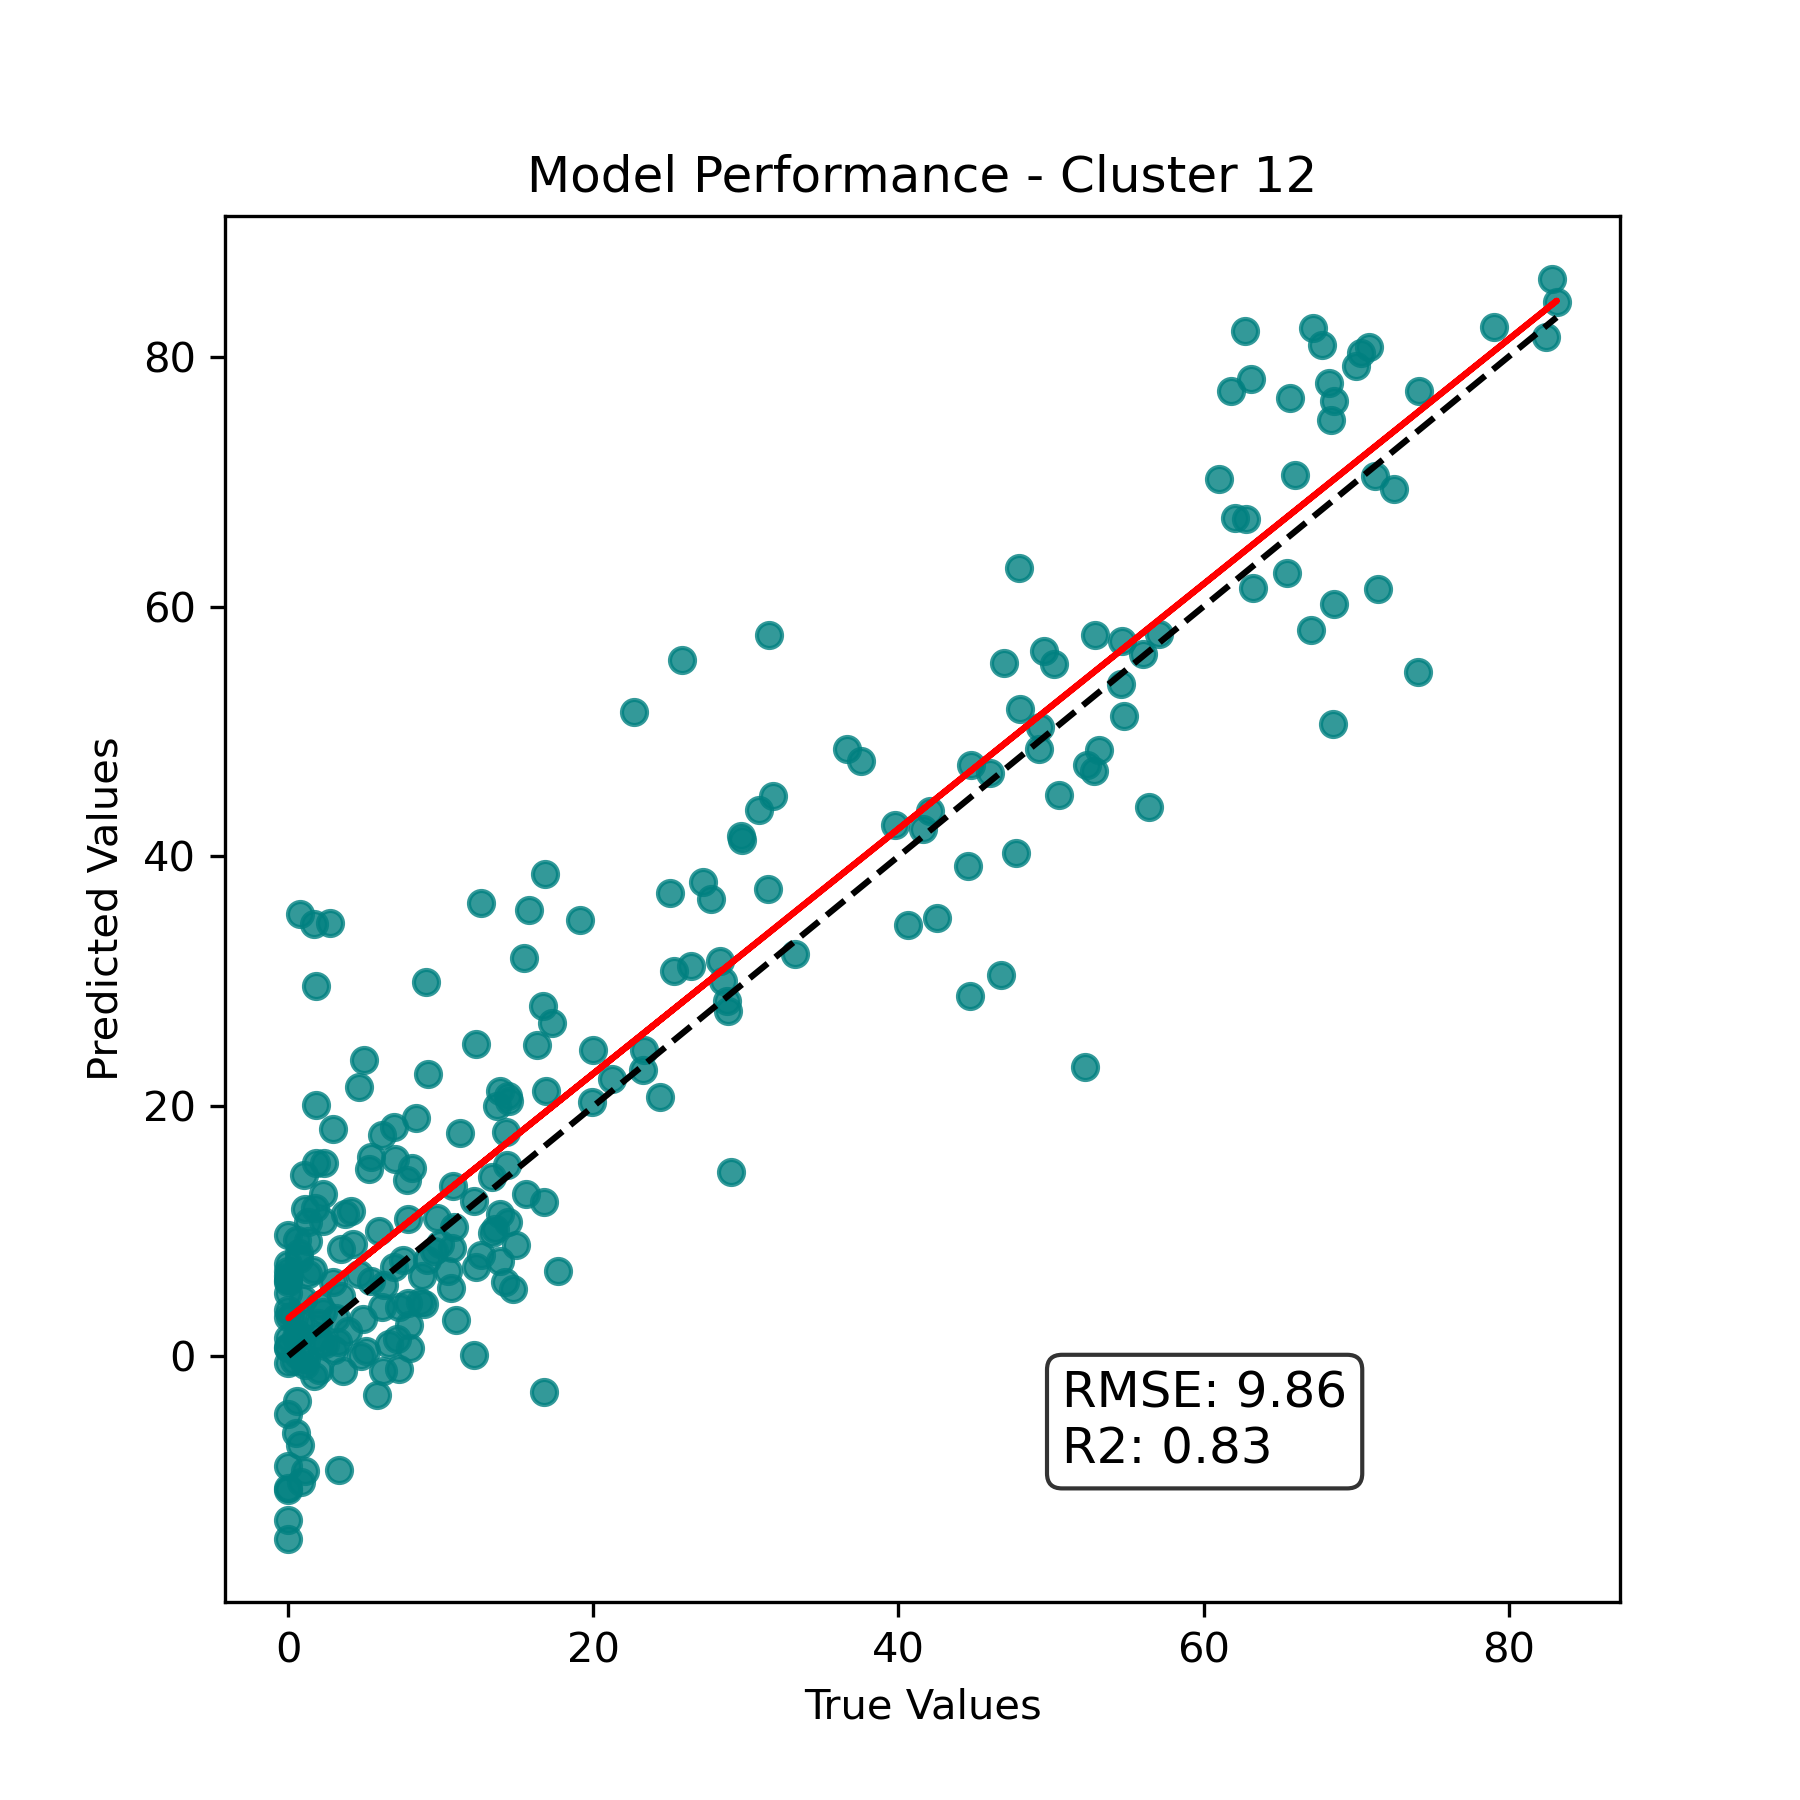 Model Performance - Cluster 12
80
60
40
20
0
Predicted Values
RMSE: 9.86
R2: 0.83
0 20 40 60 80
True Values